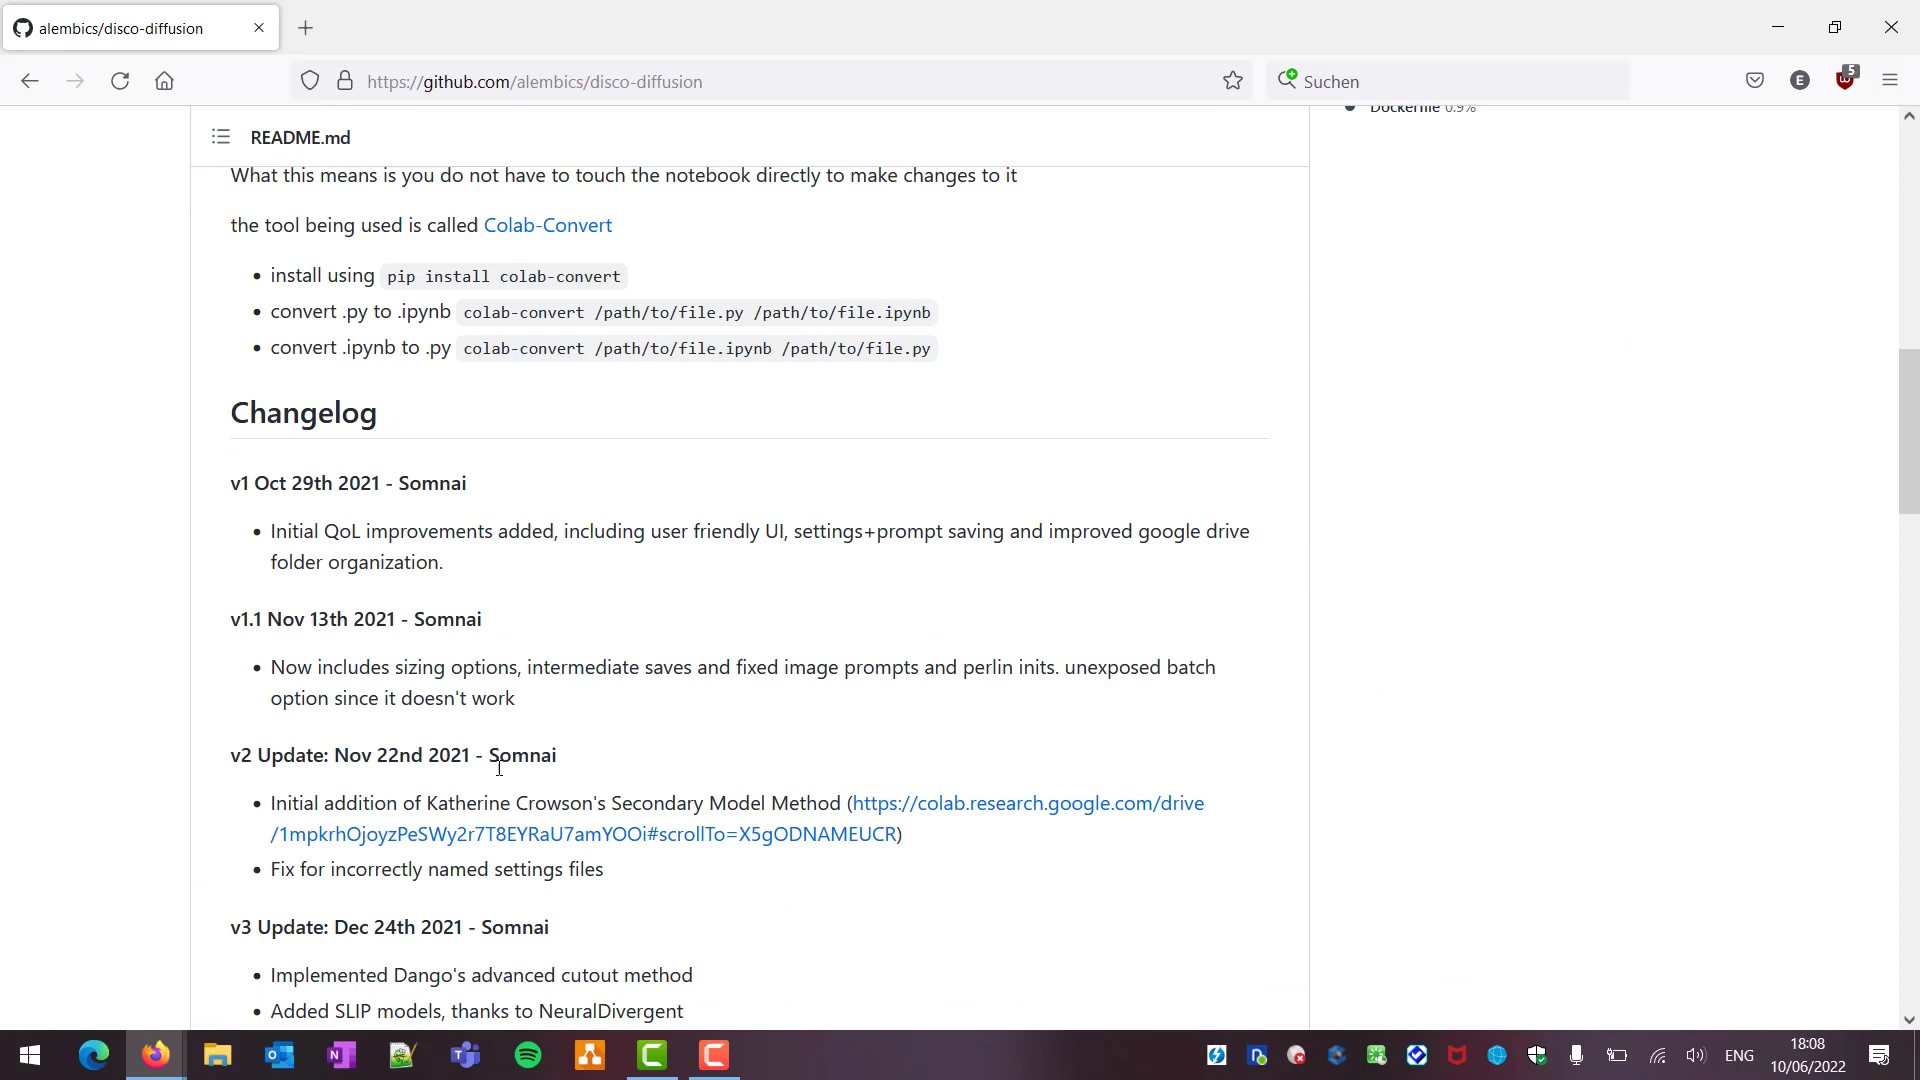 alembics/disco-diffusion
https://github.com/alembics/disco-diffusion
Suchen
E
5
Dockerfile 0.9%
README.md
What this means is you do not have to touch the notebook directly to make changes to it
the tool being used is called Colab-Convert
install using pip install colab-convert
convert .py to .ipynb colab-convert /path/to/file.py /path/to/file.ipynb
convert .ipynb to .py colab-convert /path/to/file.ipynb /path/to/file.py
Changelog
v1 Oct 29th 2021 - Somnai
Initial QoL improvements added, including user friendly UI, settings+prompt saving and improved google drive
folder organization.
v1.1 Nov 13th 2021 - Somnai
Now includes sizing options, intermediate saves and fixed image prompts and perlin inits. unexposed batch
option since it doesn't work
v2 Update: Nov 22nd 2021 - Somnai
Initial addition of Katherine Crowson's Secondary Model Method (https://colab.research.google.com/drive
/1mpkrhOjoyzPeSWy2r7T8EYRaU7amYOOi#scrollTo=X5gODNAMEUCR)
Fix for incorrectly named settings files
v3 Update: Dec 24th 2021 - Somnai
Implemented Dango's advanced cutout method
Added SLIP models, thanks to NeuralDivergent
ENG
18:08
10/06/2022